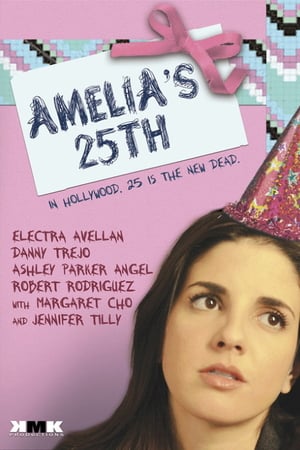 AMELIA'S
25TH
IN HOLLYWOOD, 25 IS THE NEW DEAD.
ELECTRA AVELLAN
DANNY TREJO
ASHLEY PARKER ANGEL
ROBERT RODRIGUEZ
WITH MARGARET CHO
AND JENNIFER TILLY
KMK
PRODUCTIONS